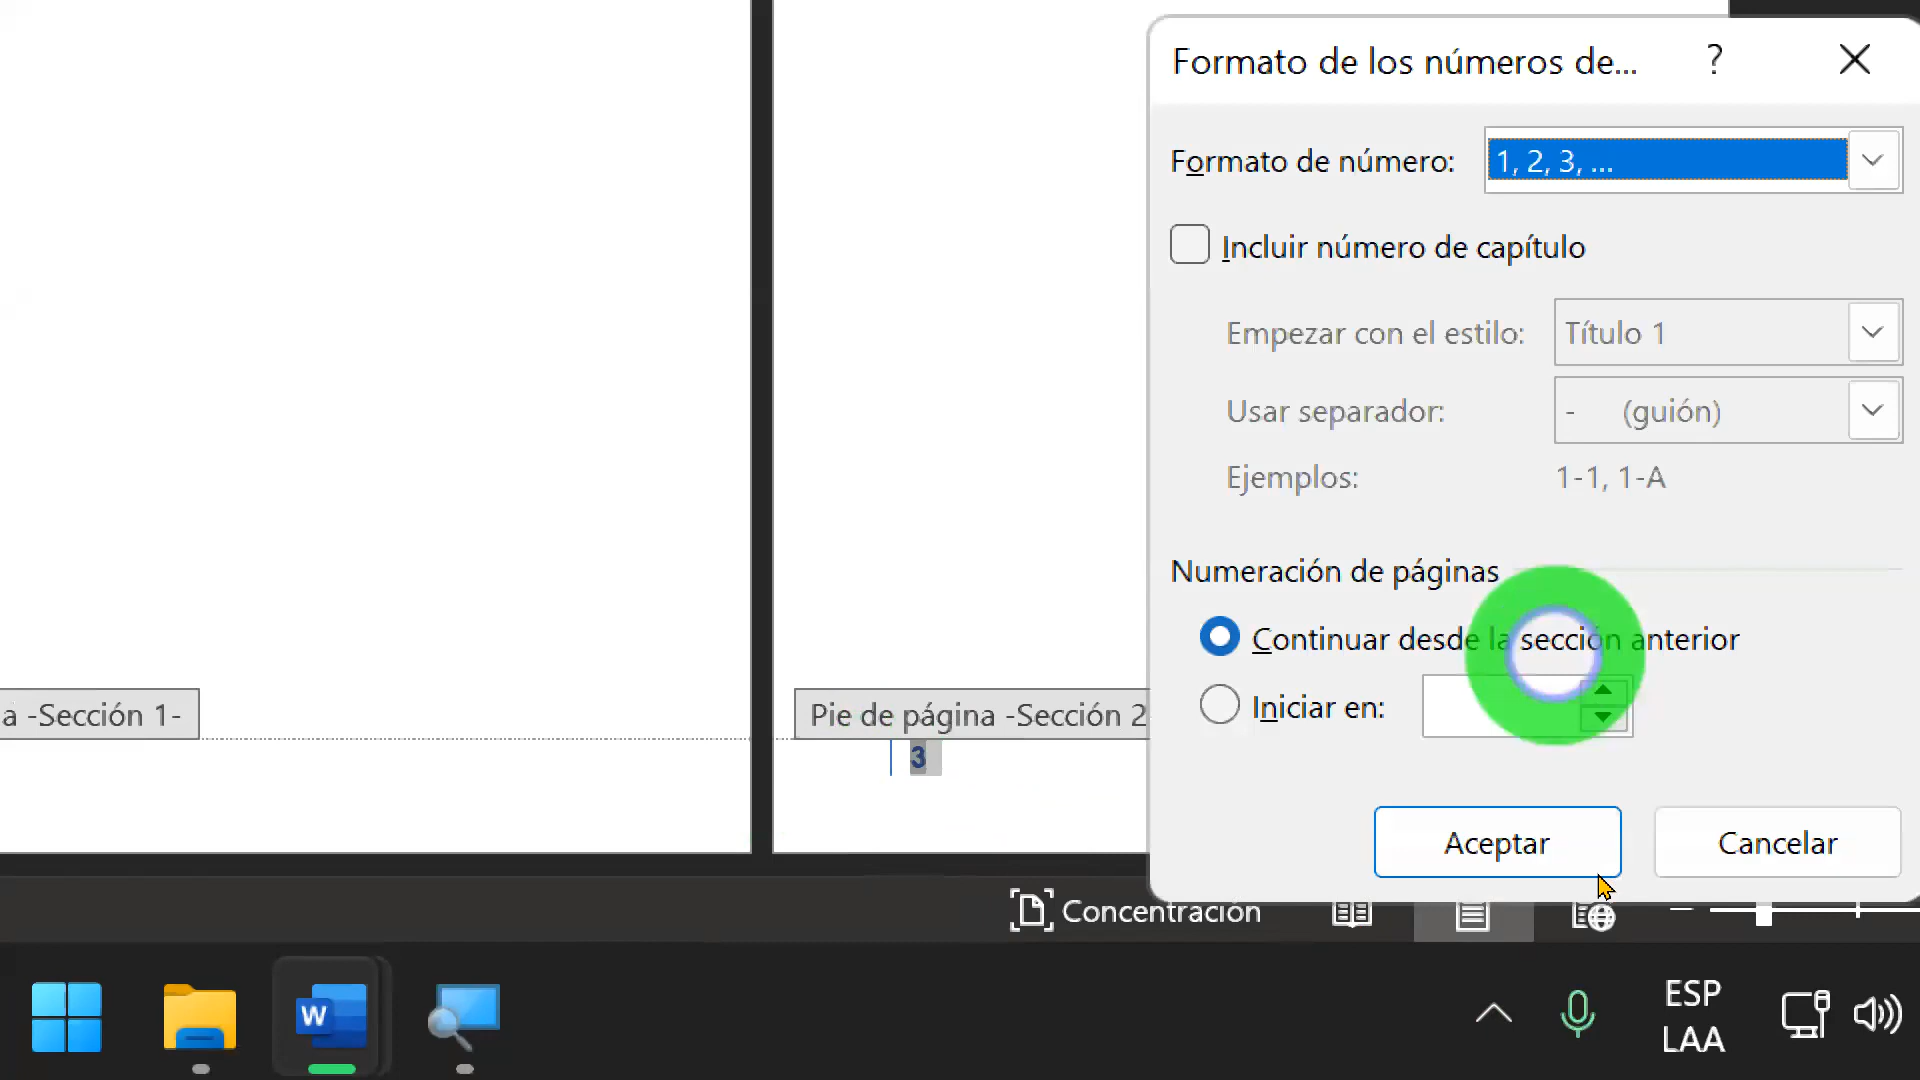 Formato de los números de...
?
Formato de número:
1, 2, 3, ...
Incluir número de capítulo
Empezar con el estilo:
Título 1
Usar separador:
- (guión)
Ejemplos:
1-1, 1-A
Numeración de páginas
Continuar desde la sección anterior
Iniciar en:
a -Sección 1-
Pie de página -Sección 2
3
Aceptar
Cancelar
Concentración
W
ESP
LAA